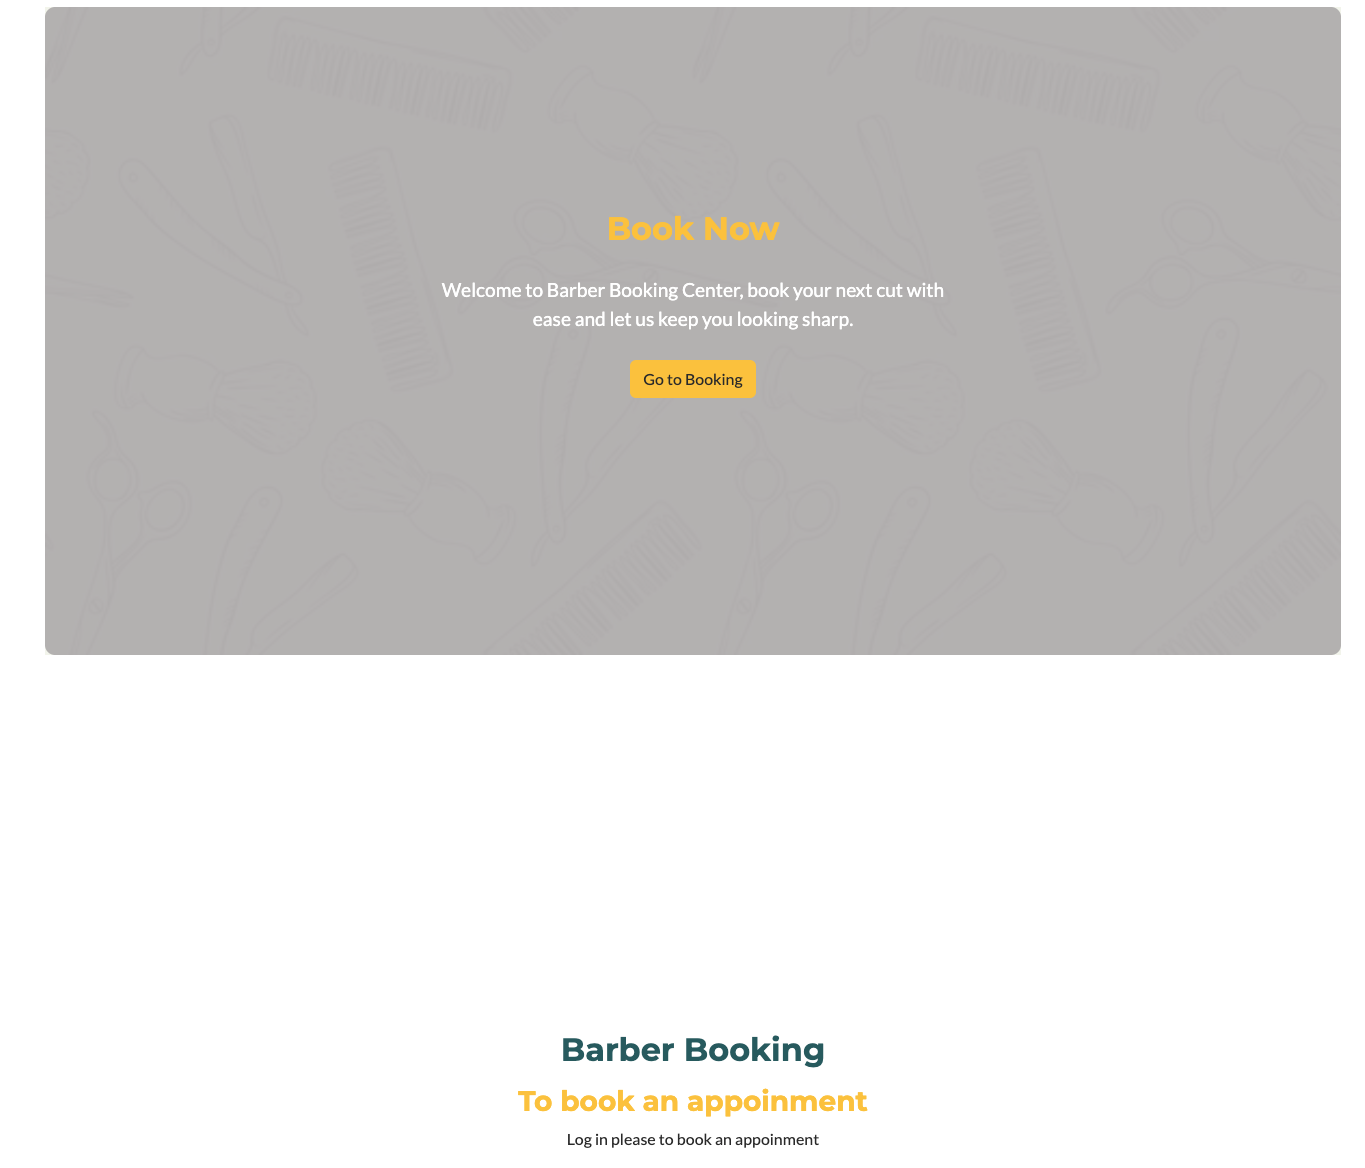 Book Now
Welcome to Barber Booking Center, book your next cut with
ease and let us keep you looking sharp.
Go to Booking
Barber Booking
To book an appoinment
Log in please to book an appoinment